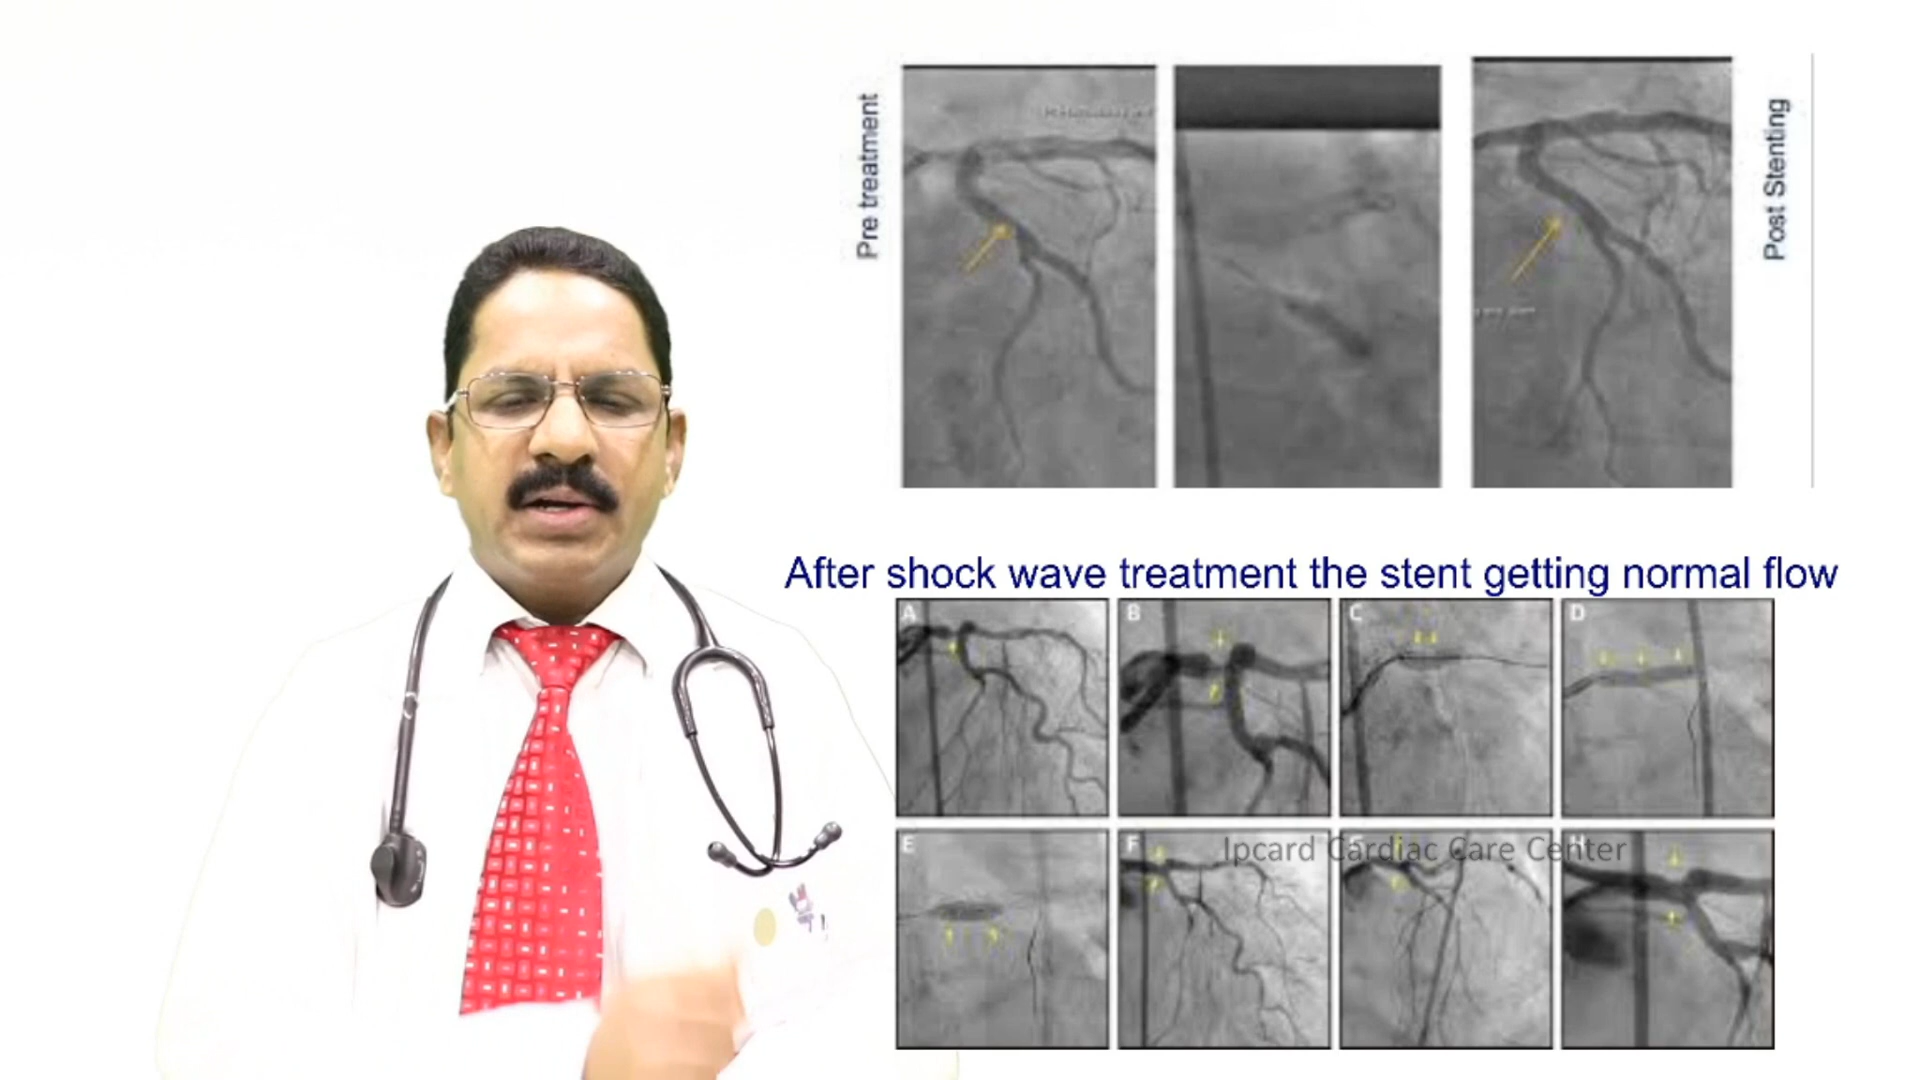 Pre treatment
Post Stenting
After shock wave treatment the stent getting normal flow
A
B
C
D
E
F
G
H
Ipcard Cardiac Care Center